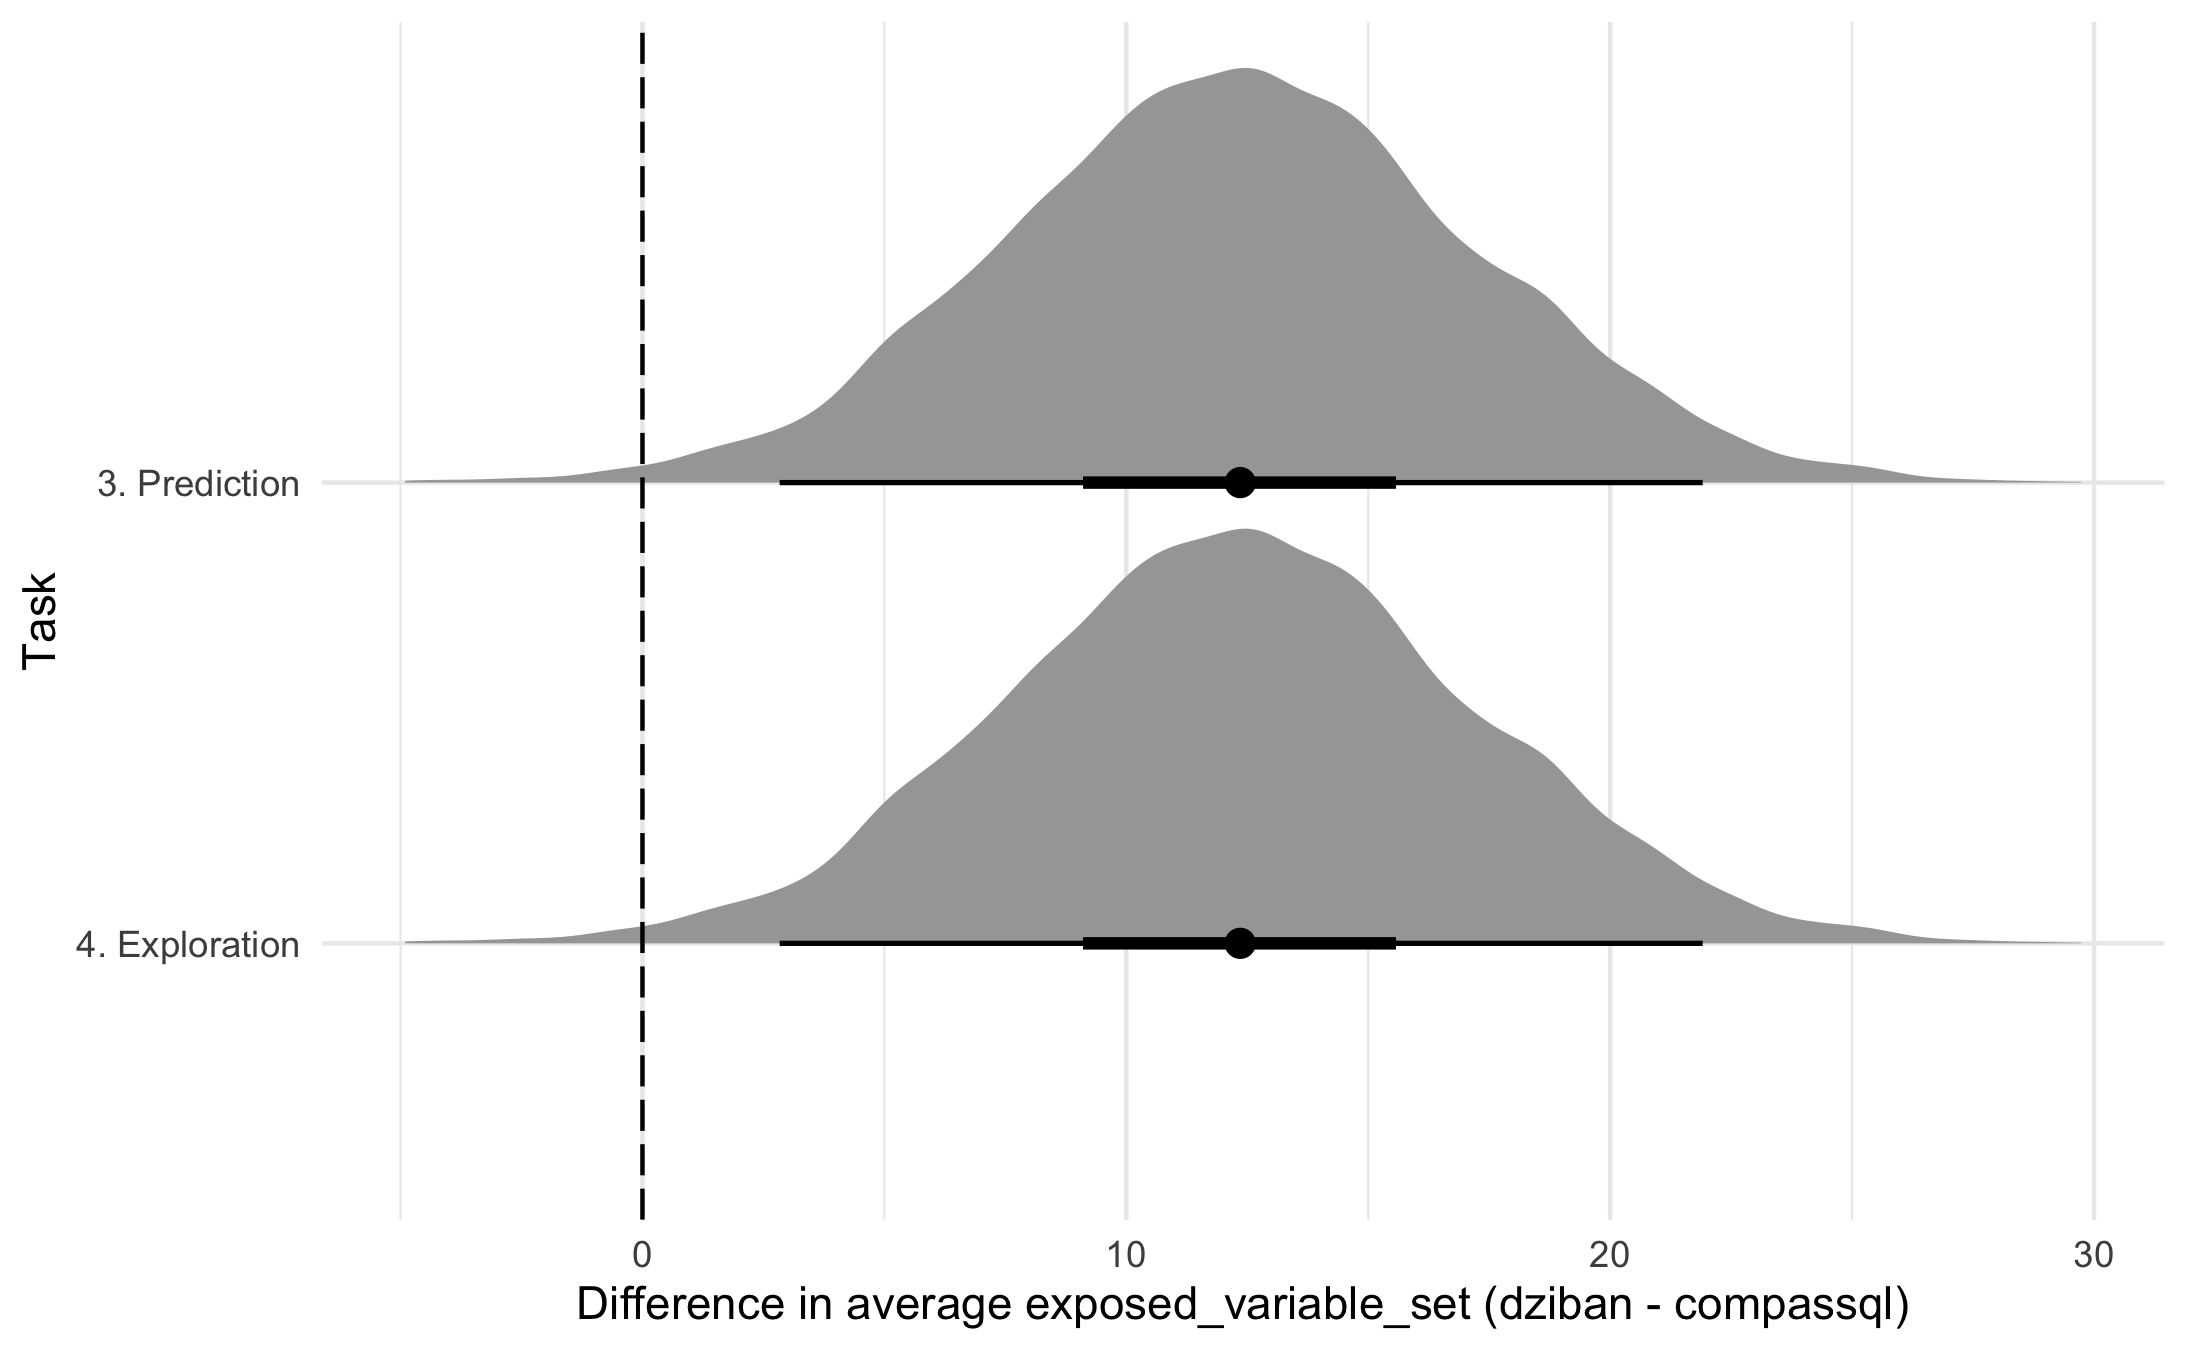 3. Prediction
4. Exploration
Task
0 10 20 30
Difference in average exposed_variable_set (dziban - compassql)